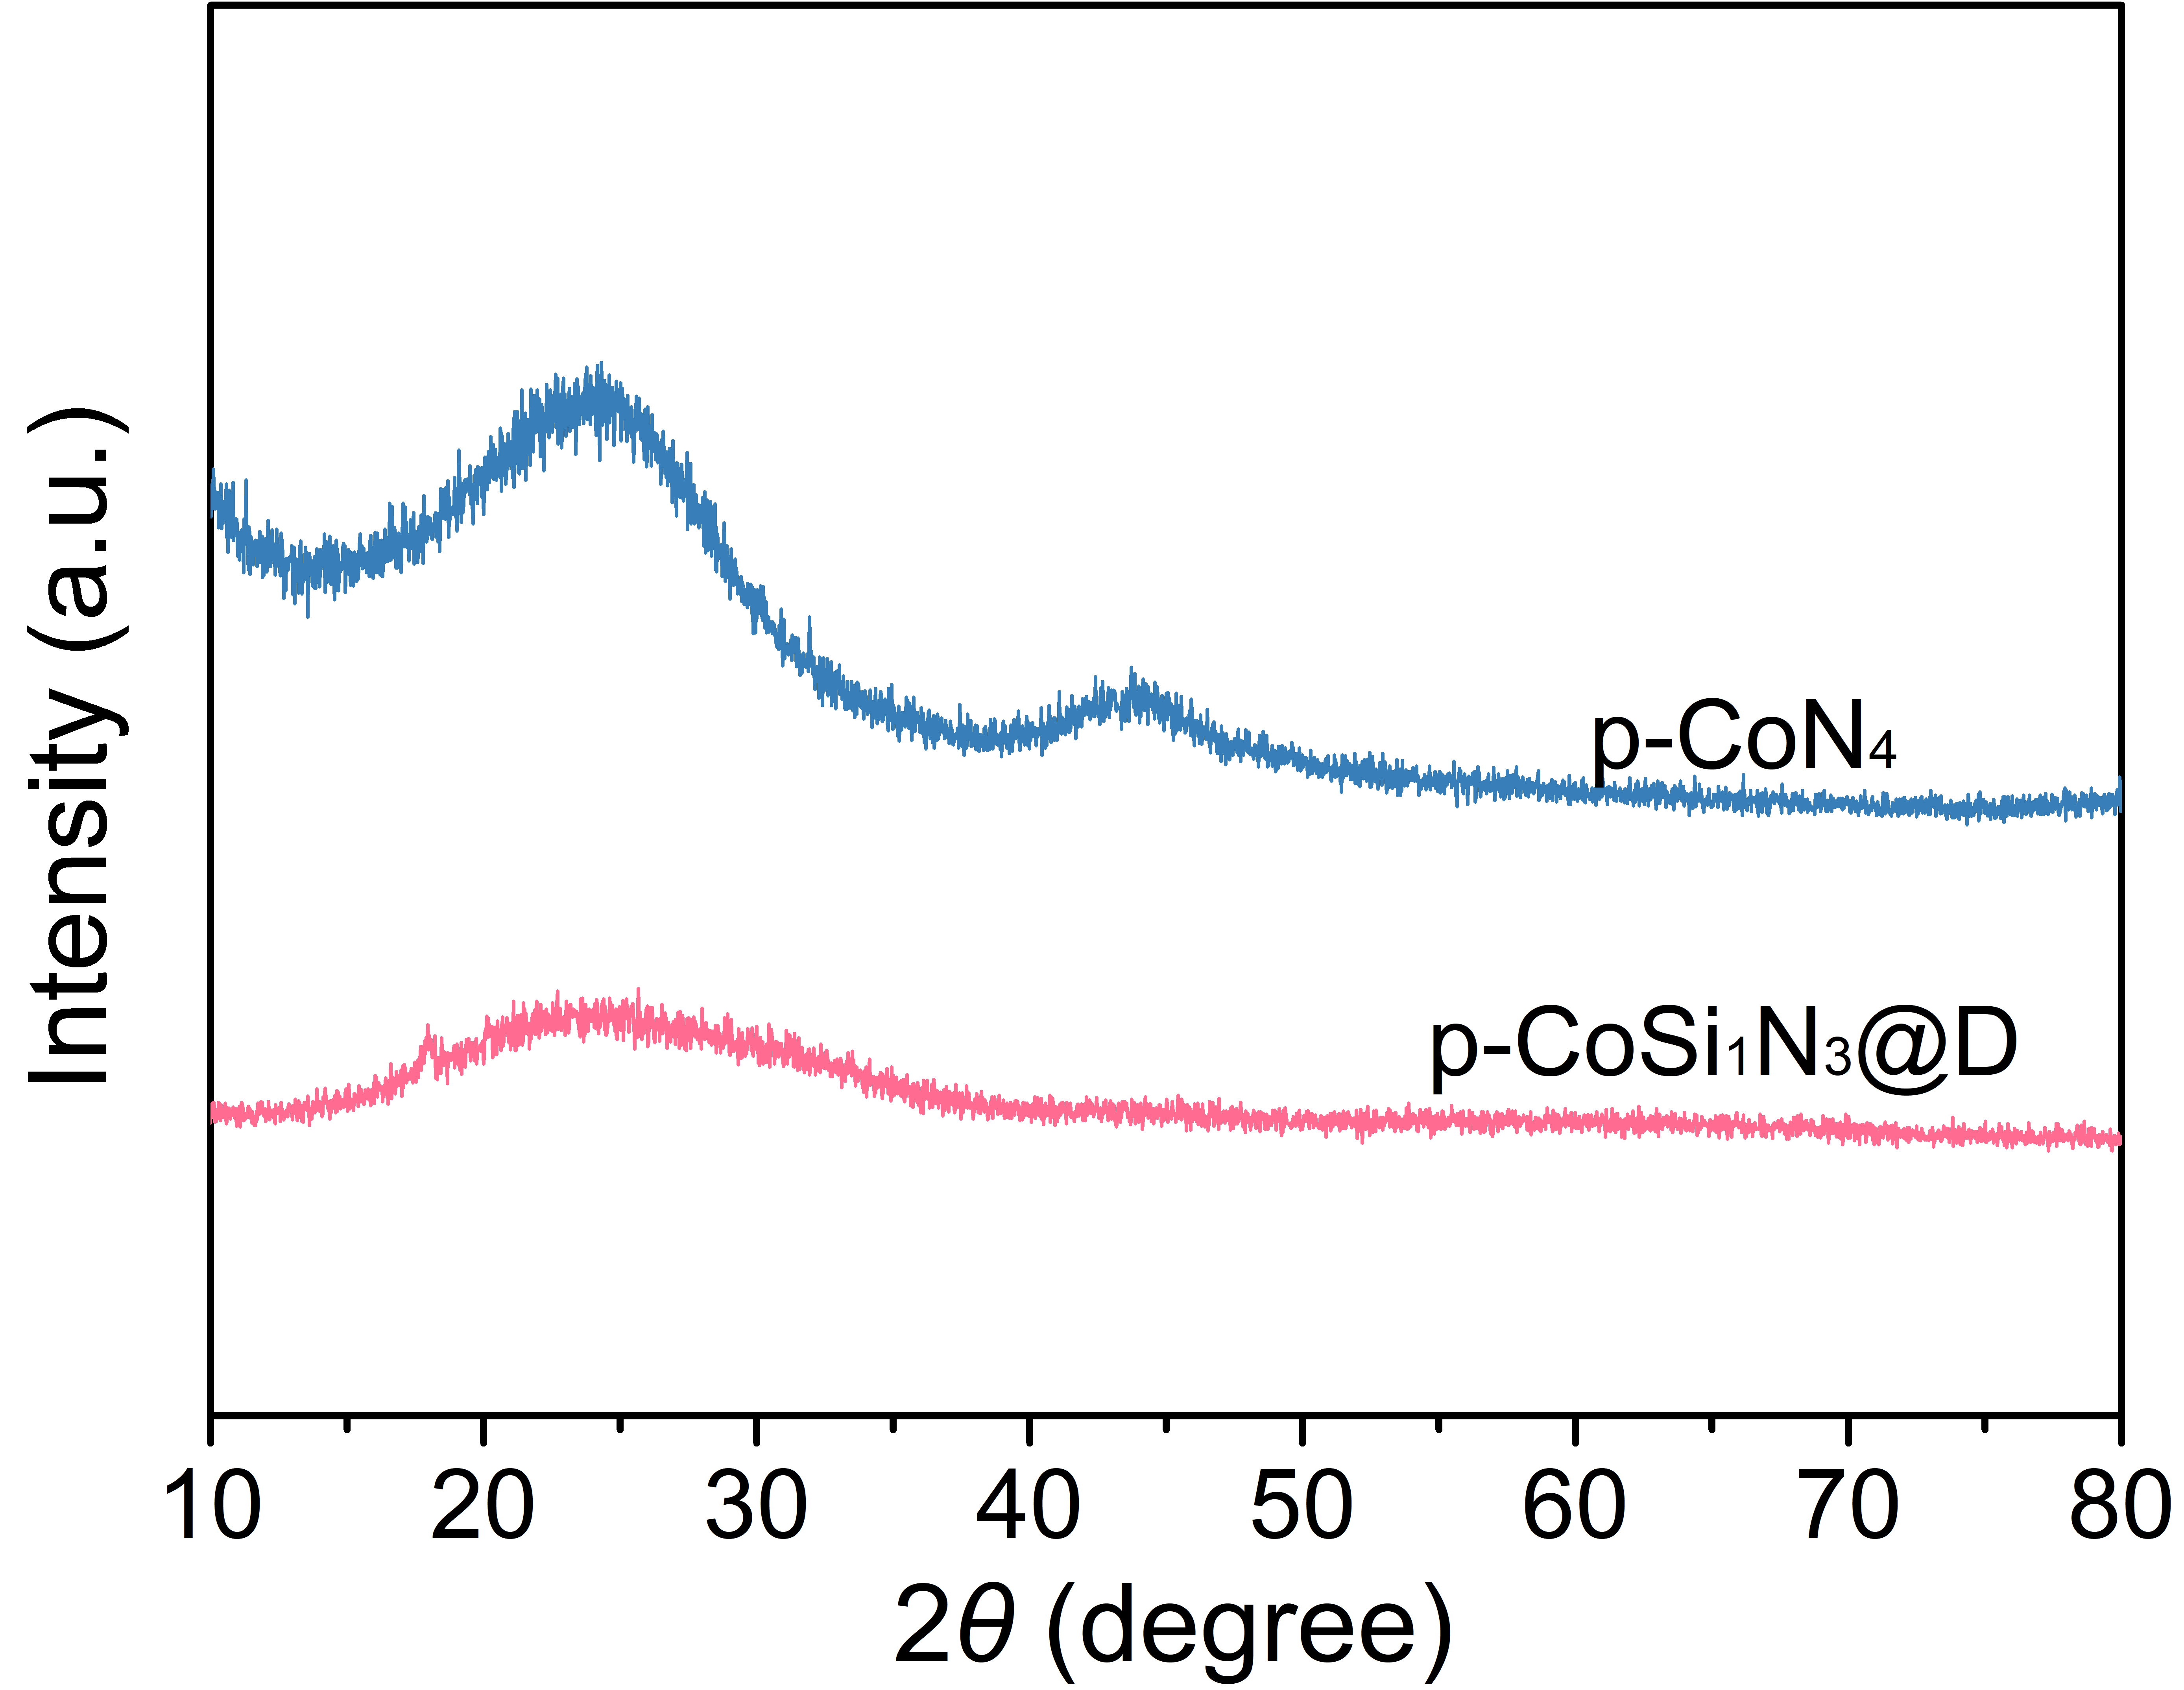 Intensity (a.u.)
p-CoN₄
p-CoSi₁N₃@D
10 20 30 40 50 60 70 80
2θ (degree)